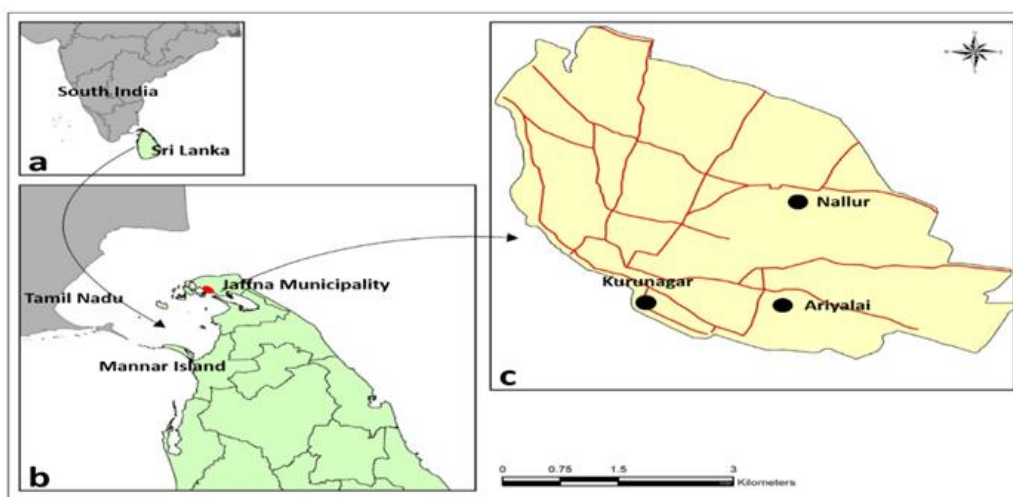 South India
Sri Lanka
a
Tamil Nadu
Jaffna Municipality
Mannar Island
b
Nallur
Kurunagar
Ariyalai
c
0 0.75 1.5 3
Kilometers